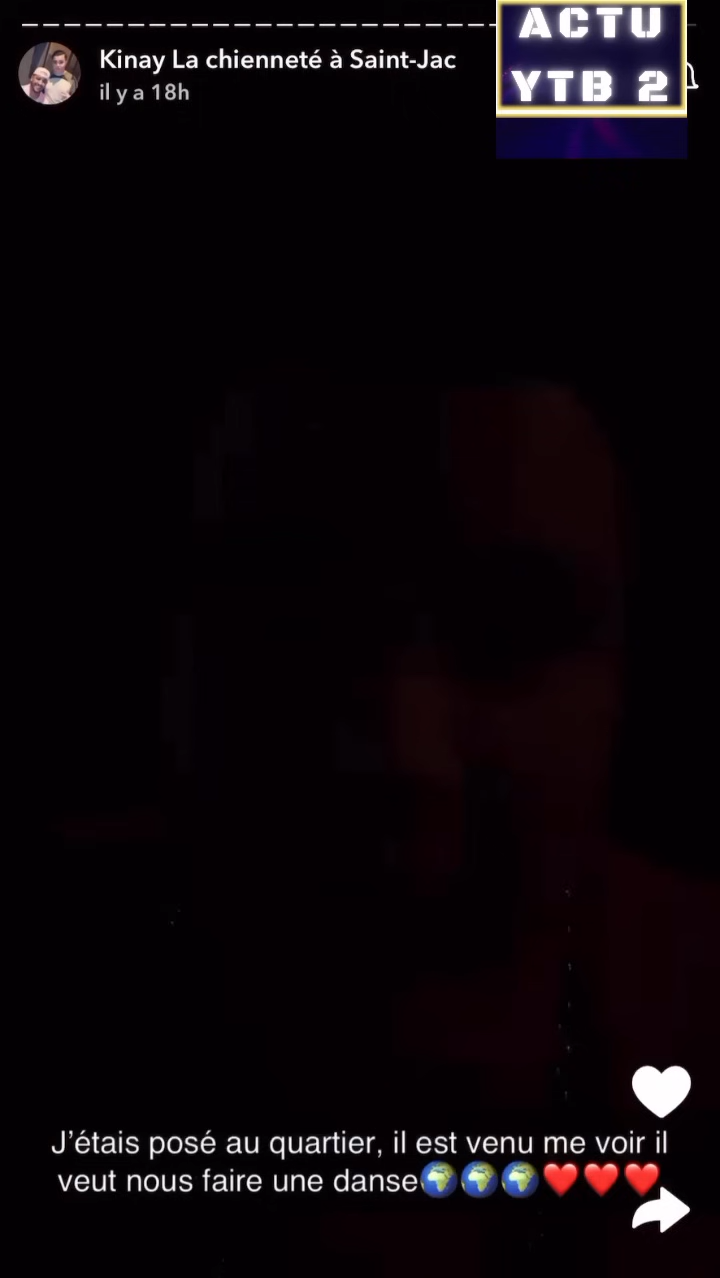 ACTU
YTB 2
Kinay La chienneté à Saint-Jac
il y a 18h
J'étais posé au quartier, il est venu me voir il
veut nous faire une danse🌍🌍🌍❤️❤️❤️